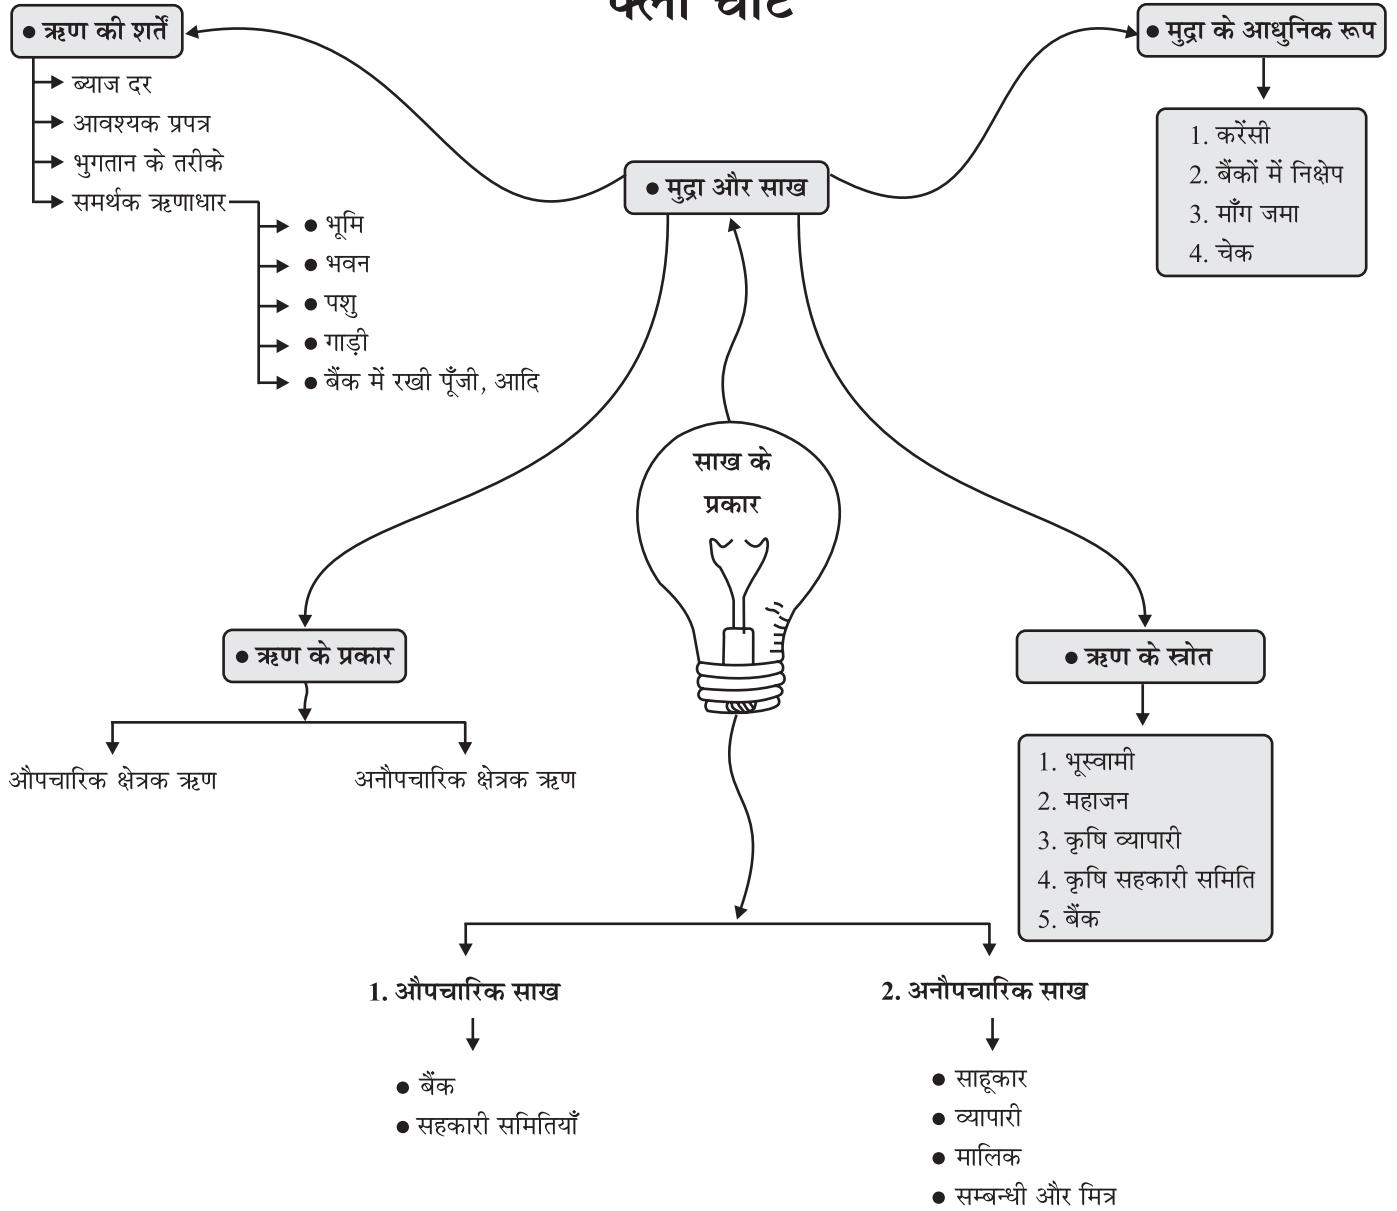 फ्लो चार्ट
● ऋण की शर्तें
ब्याज दर
आवश्यक प्रपत्र
भुगतान के तरीके
समर्थक ऋणाधार
● भूमि
● भवन
● पशु
● गाड़ी
● बैंक में रखी पूँजी, आदि
● मुद्रा और साख
● मुद्रा के आधुनिक रूप
1. करेंसी
2. बैंकों में निक्षेप
3. माँग जमा
4. चेक
साख के
प्रकार
● ऋण के प्रकार
औपचारिक क्षेत्रक ऋण
अनौपचारिक क्षेत्रक ऋण
● ऋण के स्त्रोत
1. भूस्वामी
2. महाजन
3. कृषि व्यापारी
4. कृषि सहकारी समिति
5. बैंक
1. औपचारिक साख
● बैंक
● सहकारी समितियाँ
2. अनौपचारिक साख
● साहूकार
● व्यापारी
● मालिक
● सम्बन्धी और मित्र